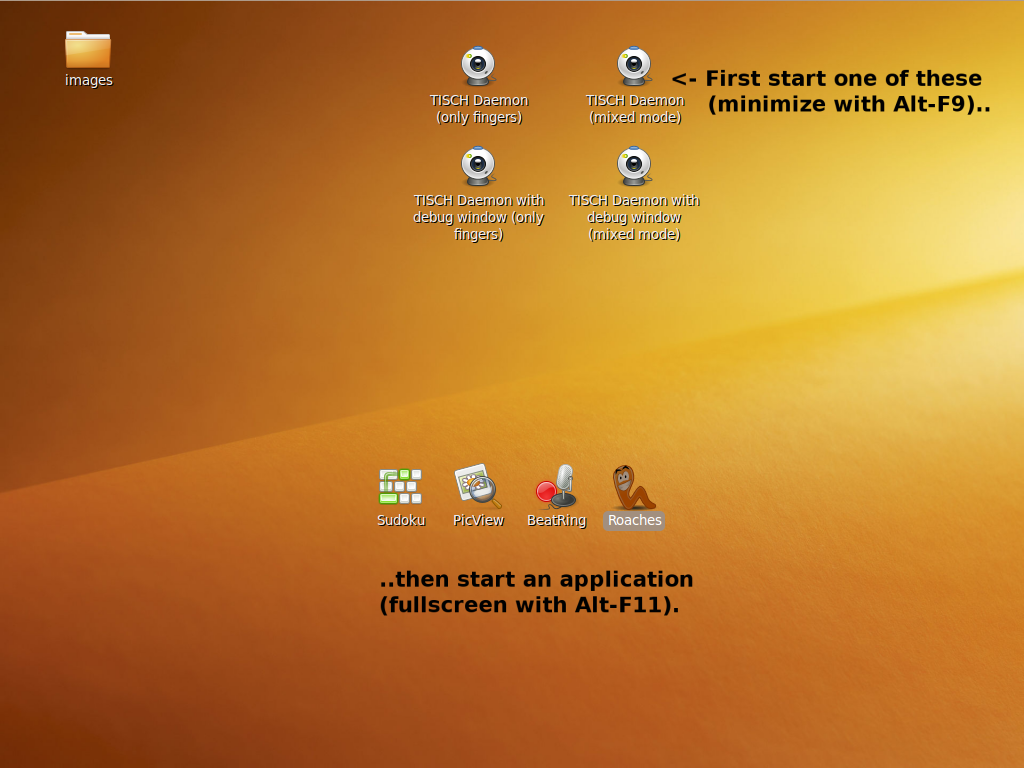 images
TISCH Daemon
(only fingers)
TISCH Daemon
(mixed mode)
<- First start one of these
(minimize with Alt-F9)..
TISCH Daemon with
debug window (only
fingers)
TISCH Daemon with
debug window
(mixed mode)
Sudoku
PicView
BeatRing
Roaches
..then start an application
(fullscreen with Alt-F11).